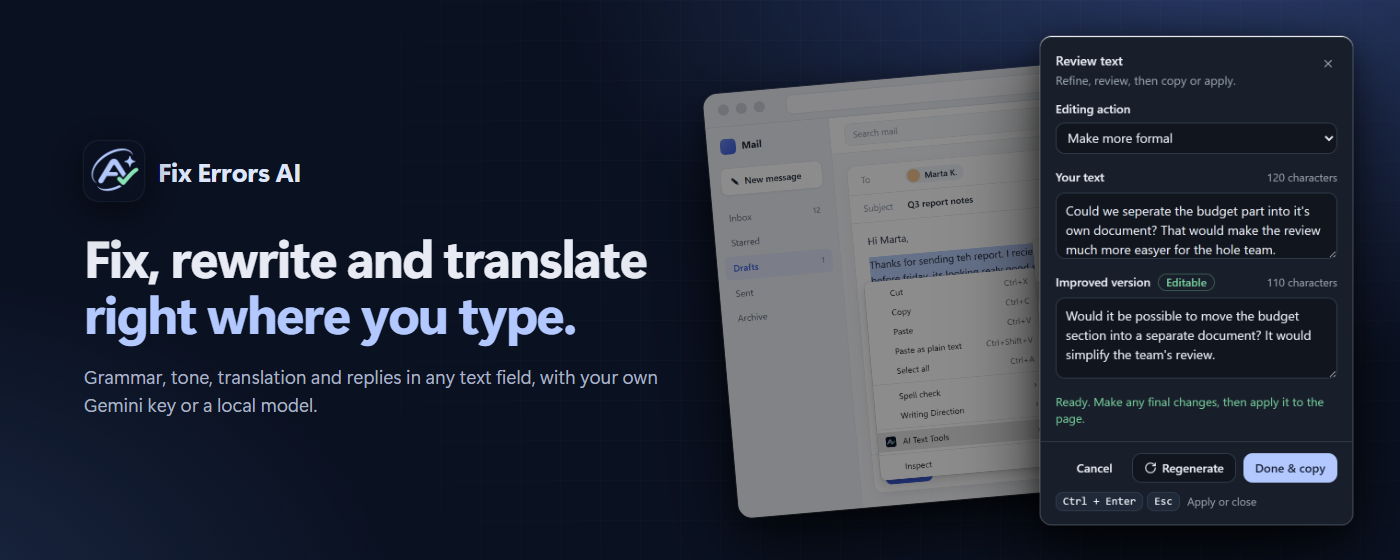 Fix Errors AI
Fix, rewrite and translate
right where you type.
Grammar, tone, translation and replies in any text field, with your own
Gemini key or a local model.
Mail
New message
Inbox 12
Starred
Drafts 1
Sent
Archive
Search mail
To Marta K.
Subject Q3 report notes
Hi Marta,
Thanks for sending teh report. I recie
before friday, its looking realy good
Cut Ctrl+X
Copy Ctrl+C
Paste Ctrl+V
Paste as plain text Ctrl+Shift+V
Select all Ctrl+A
Spell check
Writing Direction
AI Text Tools
Inspect
Review text
Refine, review, then copy or apply.
Editing action
Make more formal
Your text 120 characters
Could we seperate the budget part into it's
own document? That would make the review
much more easyer for the hole team.
Improved version Editable 110 characters
Would it be possible to move the budget
section into a separate document? It would
simplify the team's review.
Ready. Make any final changes, then apply it to the
page.
Cancel Regenerate Done & copy
Ctrl + Enter Esc Apply or close